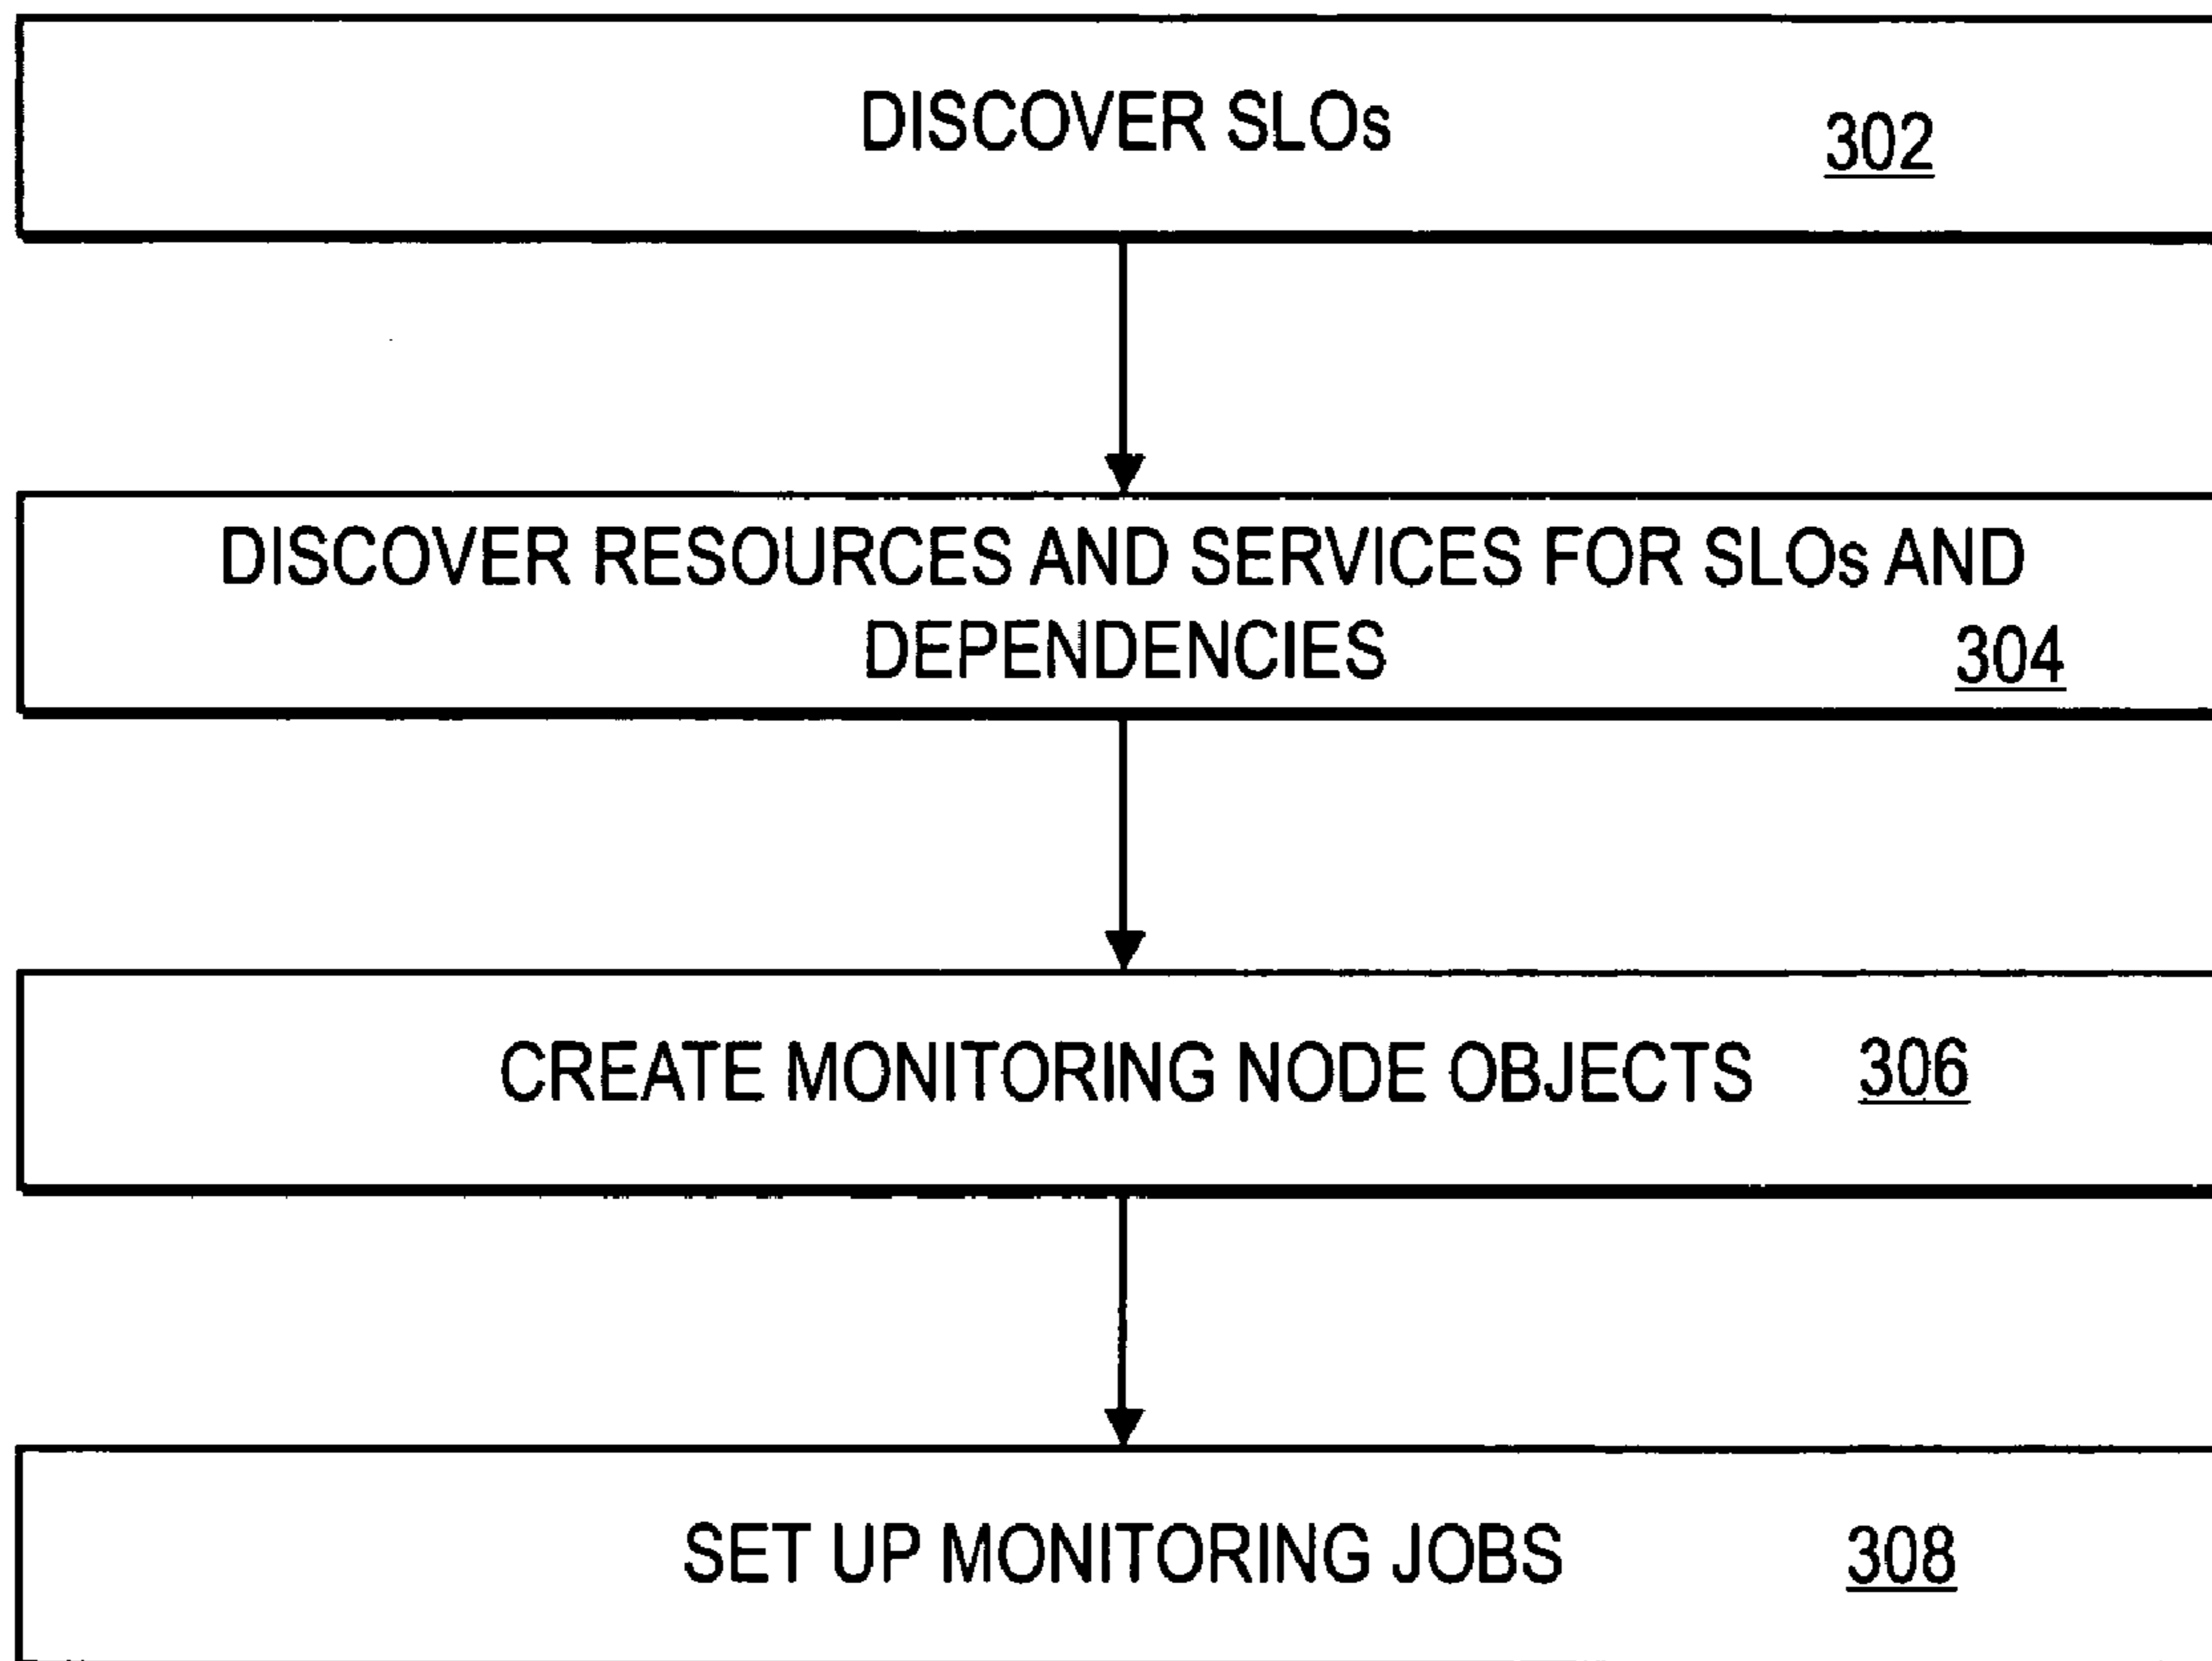 DISCOVER SLOs
302
DISCOVER RESOURCES AND SERVICES FOR SLOs AND
DEPENDENCIES
304
CREATE MONITORING NODE OBJECTS 306
SET UP MONITORING JOBS 308